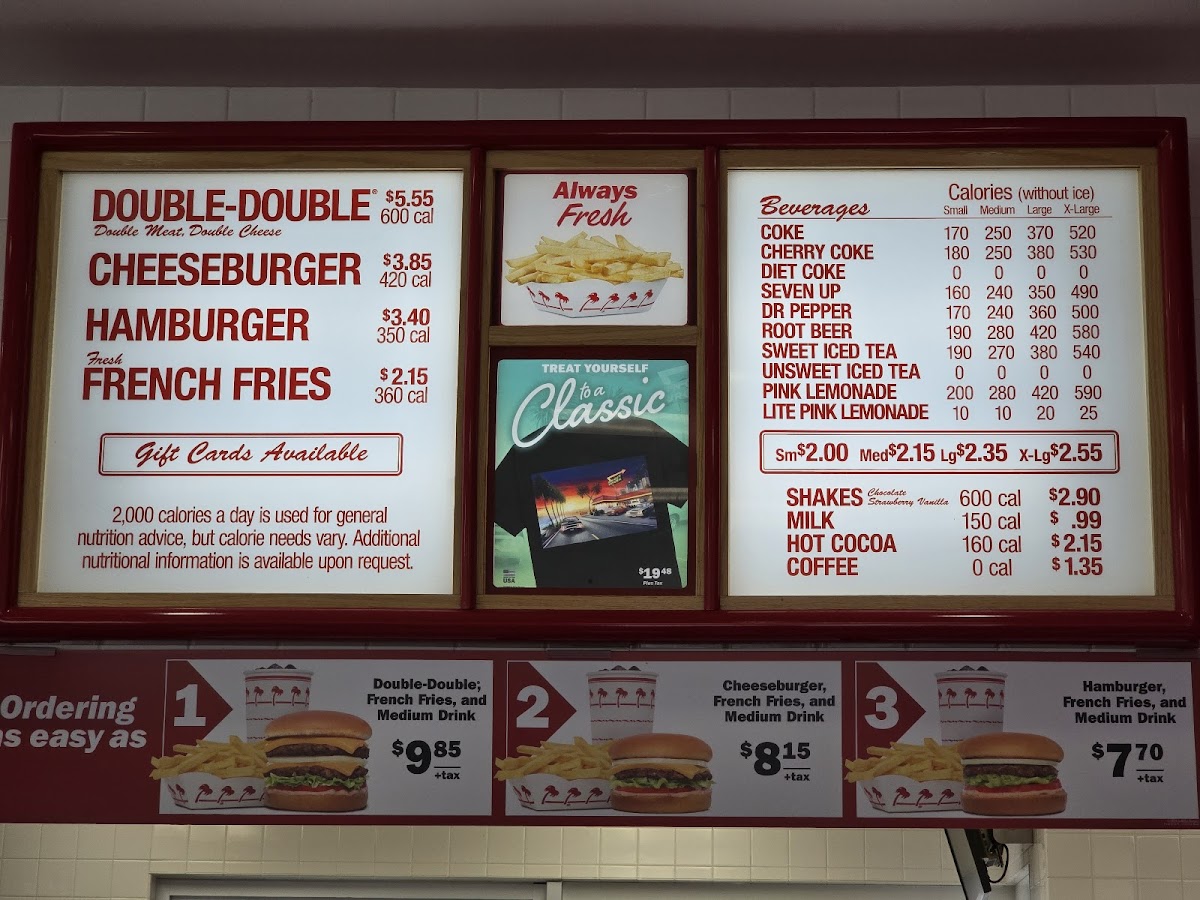 DOUBLE-DOUBLE® $5.55
Double Meat, Double Cheese 600 cal
CHEESEBURGER $3.85
420 cal
HAMBURGER $3.40
350 cal
Fresh
FRENCH FRIES $2.15
360 cal
Gift Cards Available
2,000 calories a day is used for general
nutrition advice, but calorie needs vary. Additional
nutritional information is available upon request.
Always
Fresh
TREAT YOURSELF
to a
Classic
USA
$19.48
Plus Tax
Beverages Calories (without ice)
Small Medium Large X-Large
COKE 170 250 370 520
CHERRY COKE 180 250 380 530
DIET COKE 0 0 0 0
SEVEN UP 160 240 350 490
DR PEPPER 170 240 360 500
ROOT BEER 190 280 420 580
SWEET ICED TEA 190 270 380 540
UNSWEET ICED TEA 0 0 0 0
PINK LEMONADE 200 280 420 590
LITE PINK LEMONADE 10 10 20 25
Sm$2.00 Med$2.15 Lg$2.35 X-Lg$2.55
SHAKES Chocolate Strawberry Vanilla 600 cal $2.90
MILK 150 cal $ .99
HOT COCOA 160 cal $2.15
COFFEE 0 cal $1.35
Ordering
as easy as
1
Double-Double,
French Fries, and
Medium Drink
$9.85
+tax
2
Cheeseburger,
French Fries, and
Medium Drink
$8.15
+tax
3
Hamburger,
French Fries, and
Medium Drink
$7.70
+tax